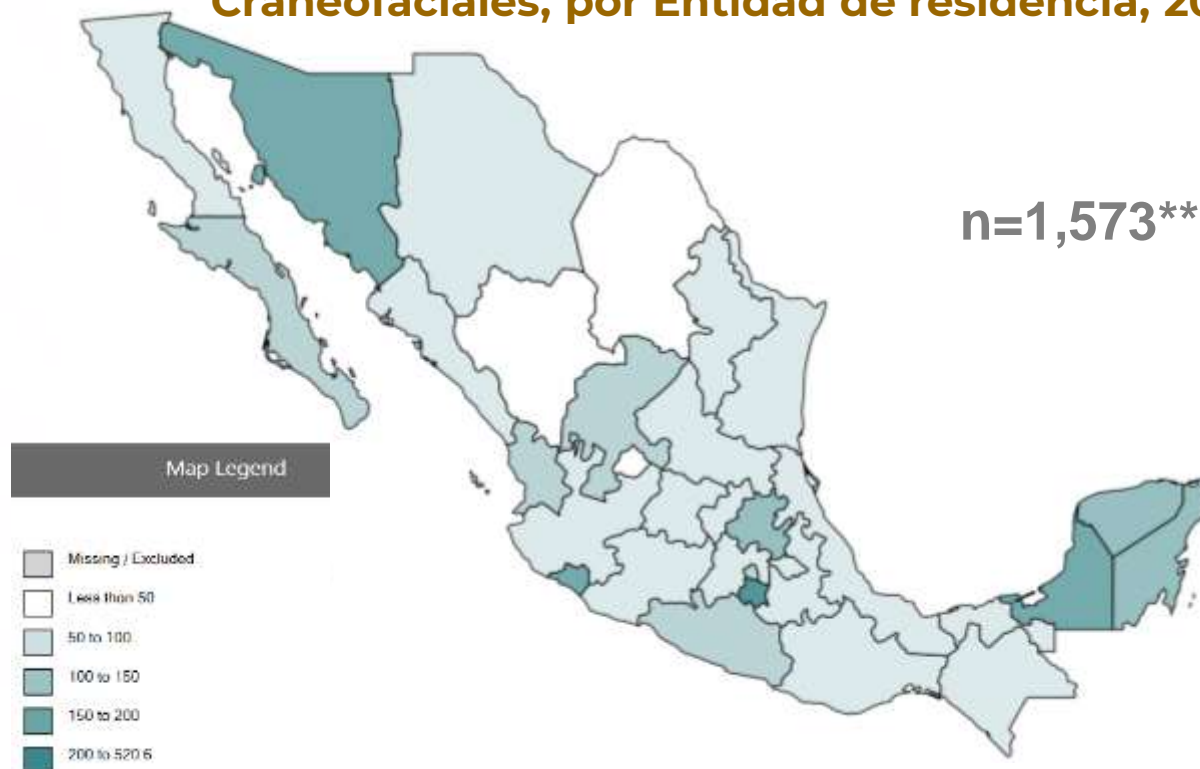 Craneofaciales, por Entidad de residencia, 20
n=1,573**
Map Legend
Missing / Excluded
Less than 50
50 to 100
100 to 150
150 to 200
200 to 520.6